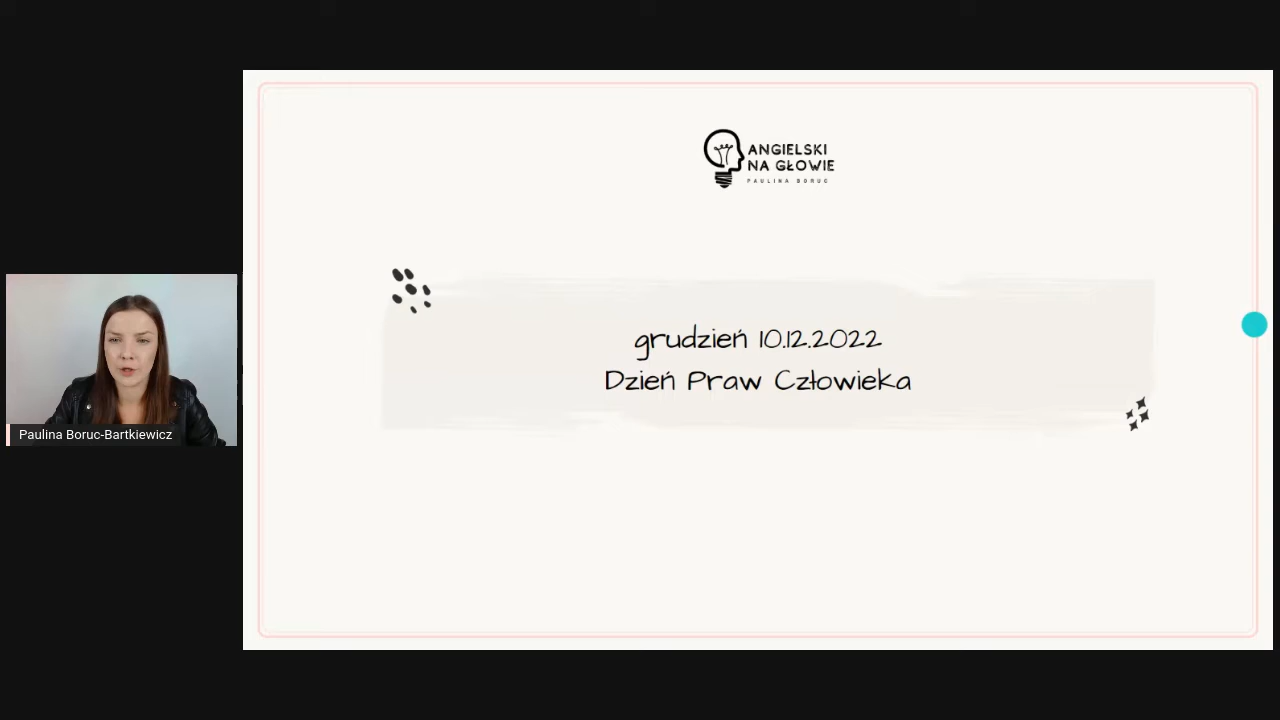 ANGIELSKI
NA GŁOWIE
PAULINA BORUC
grudzień 10.12.2022
Dzień Praw Człowieka
Paulina Boruc-Bartkiewicz